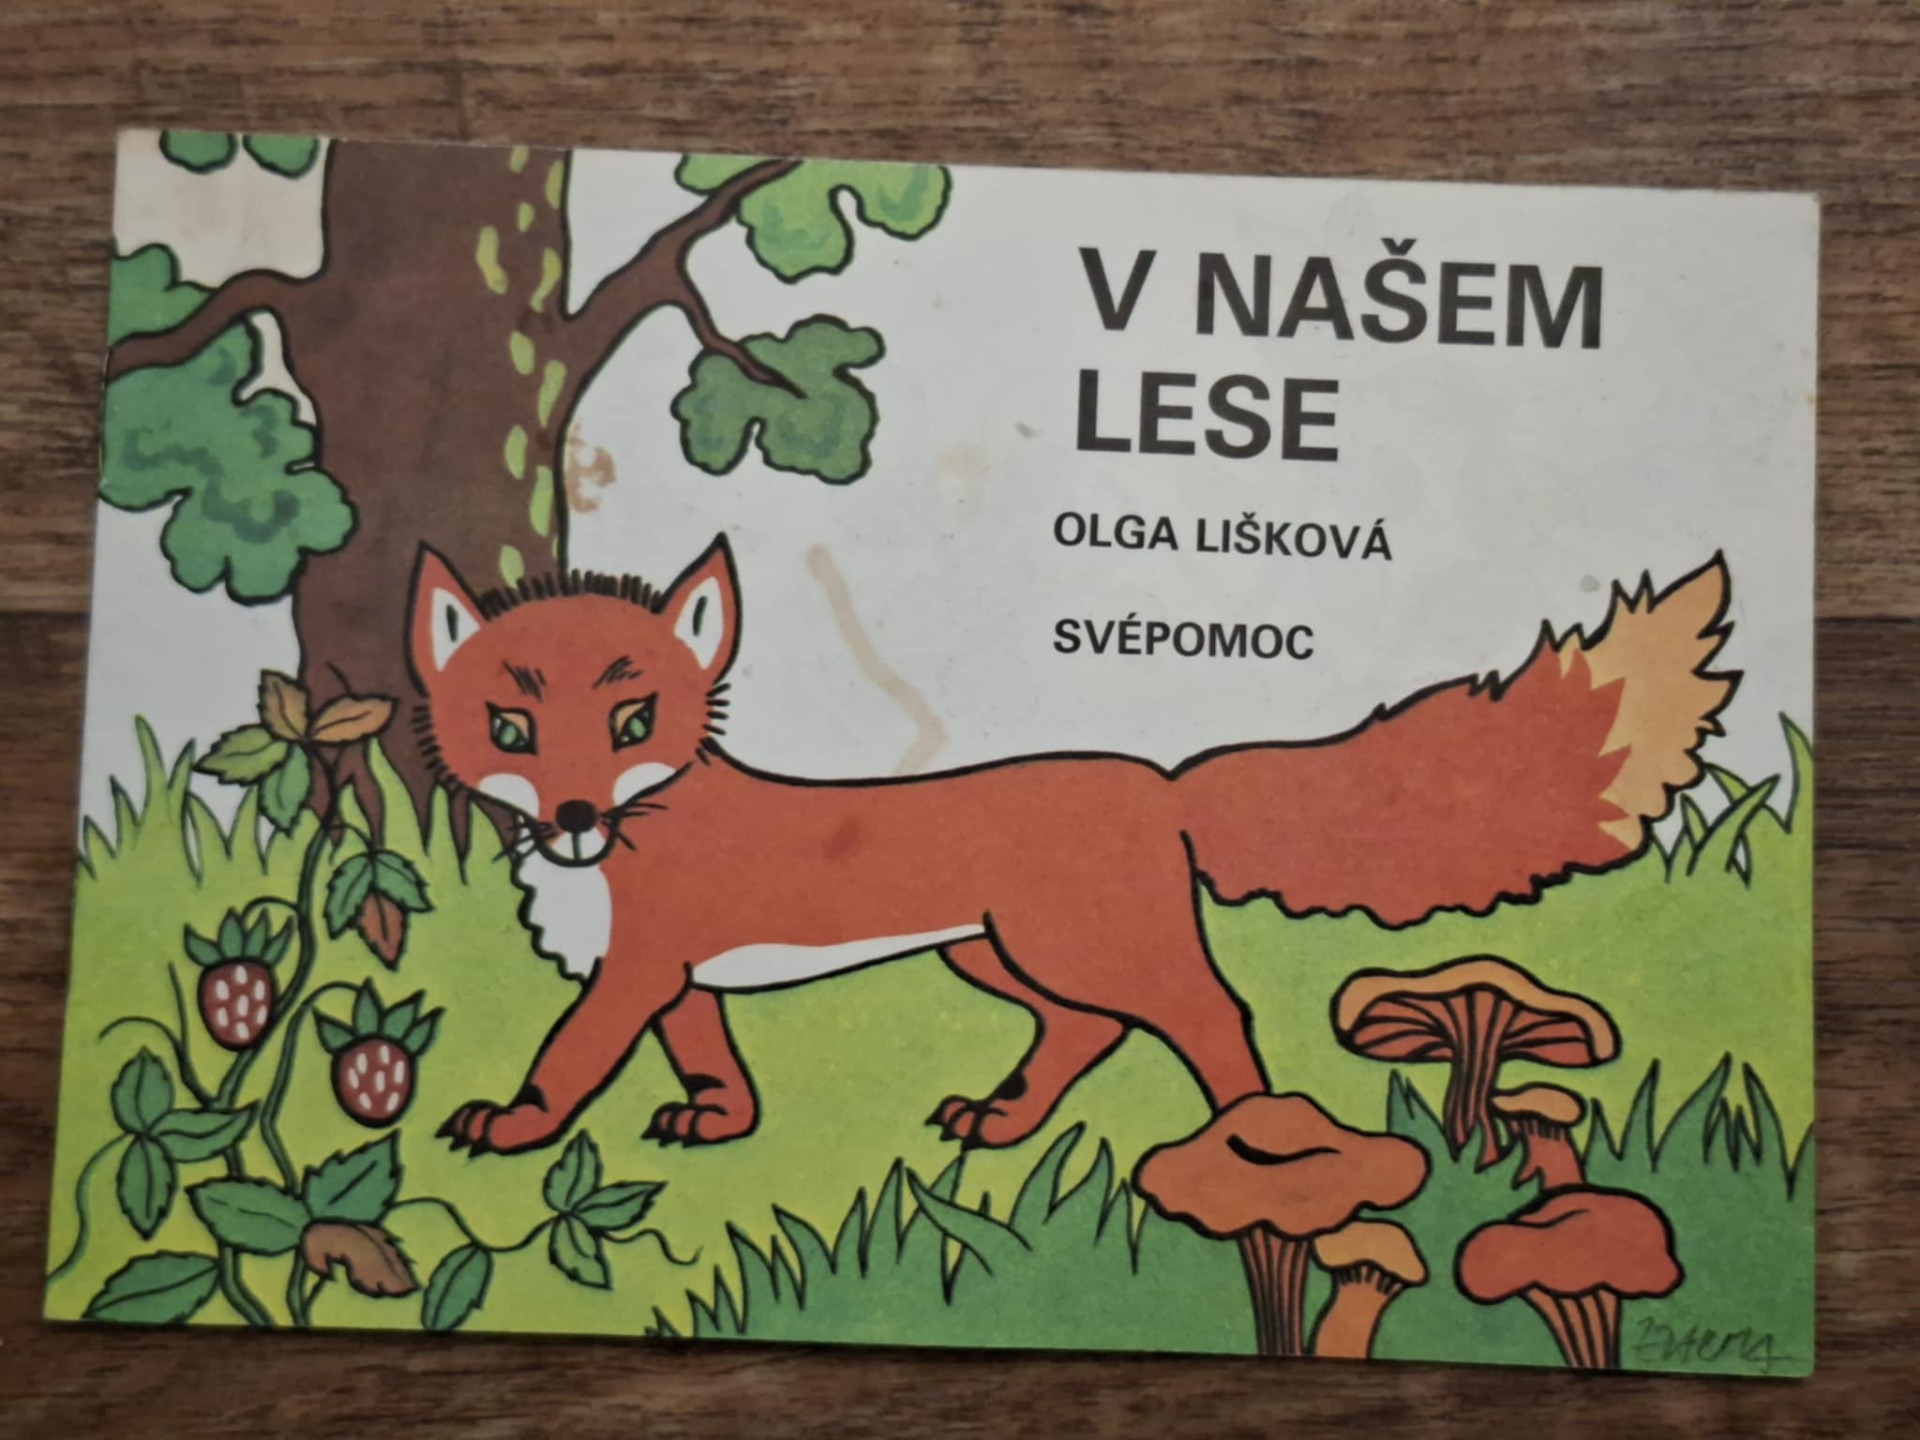 V NAŠEM
LESE
OLGA LIŠKOVÁ
SVÉPOMOC